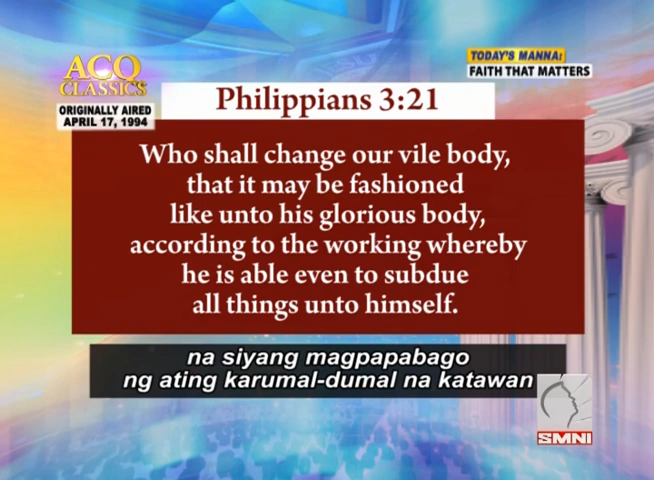 ACQ
CLASSICS
ORIGINALLY AIRED
APRIL 17, 1994
TODAY'S MANNA:
FAITH THAT MATTERS
Philippians 3:21
Who shall change our vile body,
that it may be fashioned
like unto his glorious body,
according to the working whereby
he is able even to subdue
all things unto himself.
na siyang magpapabago
ng ating karumal-dumal na katawan
SMNI